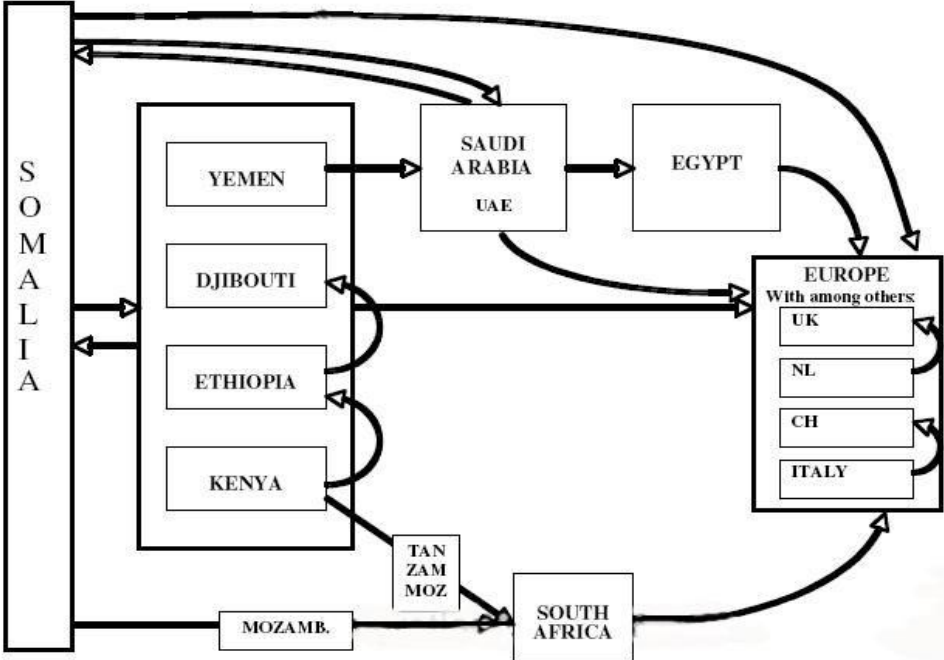 SOMALIA
YEMEN
DJIBOUTI
ETHIOPIA
KENYA
SAUDI
ARABIA
UAE
EGYPT
EUROPE
With among others:
UK
NL
CH
ITALY
TAN
ZAM
MOZ
MOZAMB.
SOUTH
AFRICA